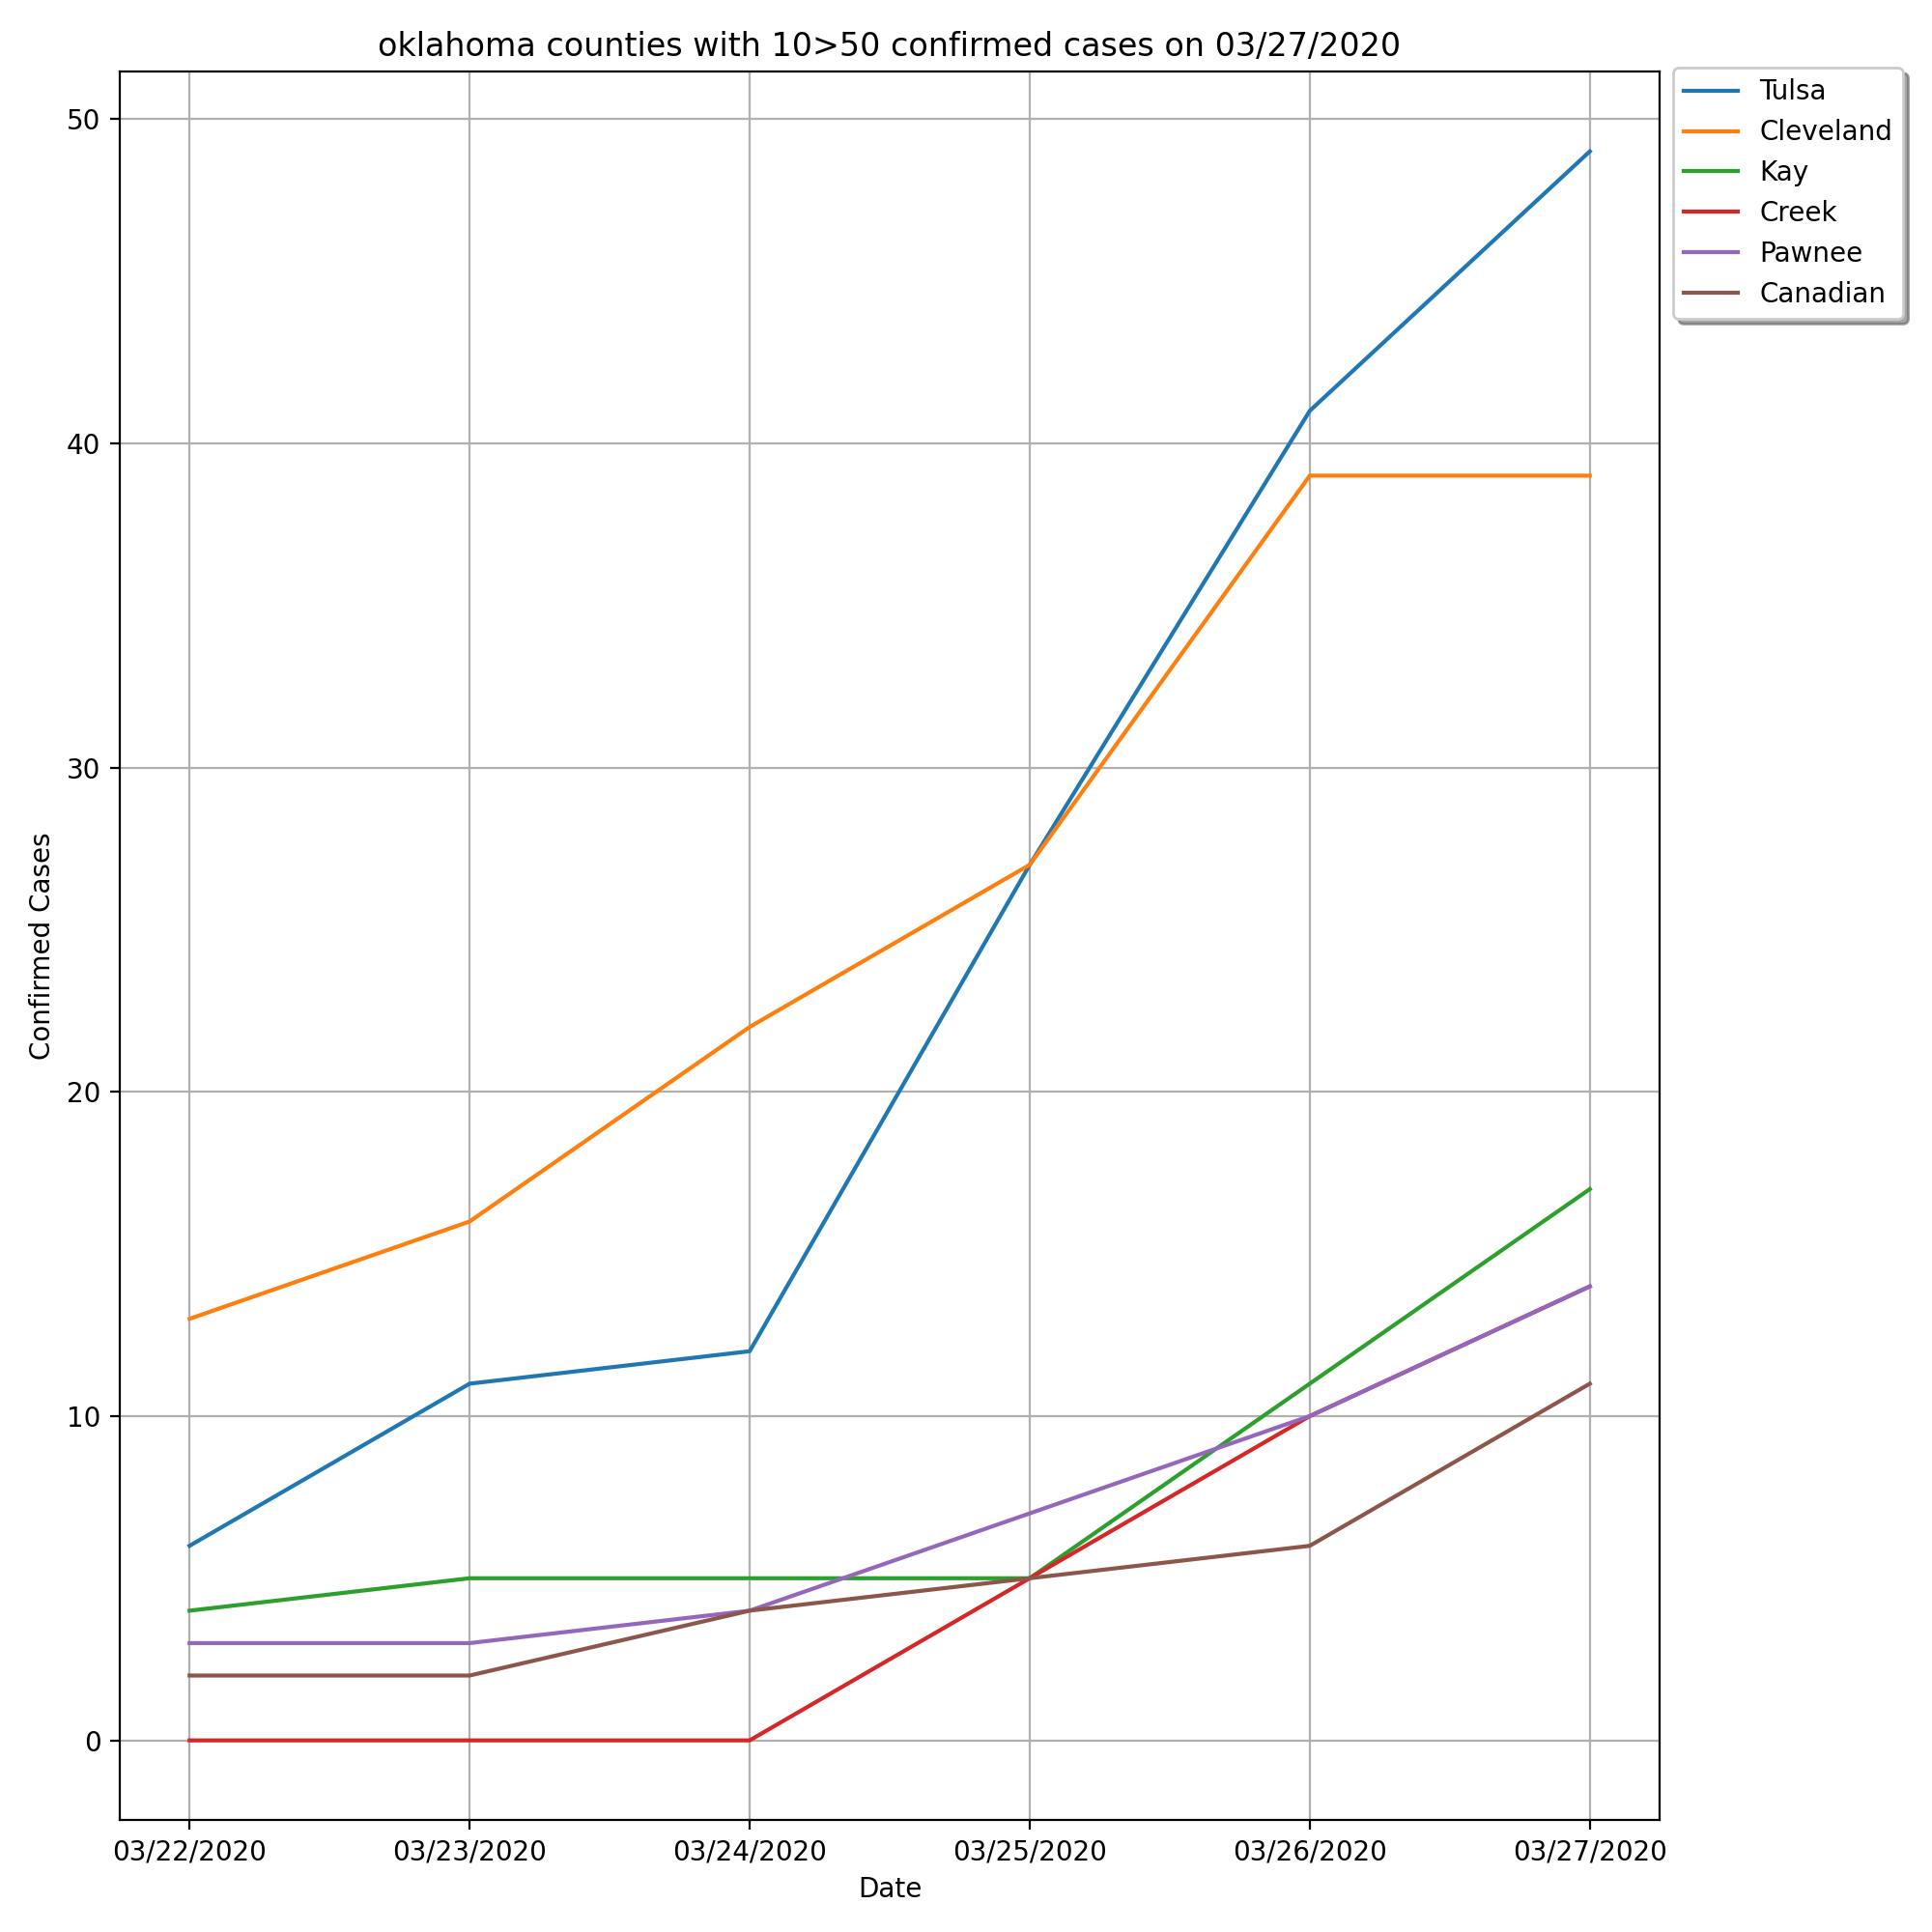 oklahoma counties with 10>50 confirmed cases on 03/27/2020
Tulsa
Cleveland
Kay
Creek
Pawnee
Canadian
50
40
30
20
10
0
Confirmed Cases
03/22/2020 03/23/2020 03/24/2020 03/25/2020 03/26/2020 03/27/2020
Date